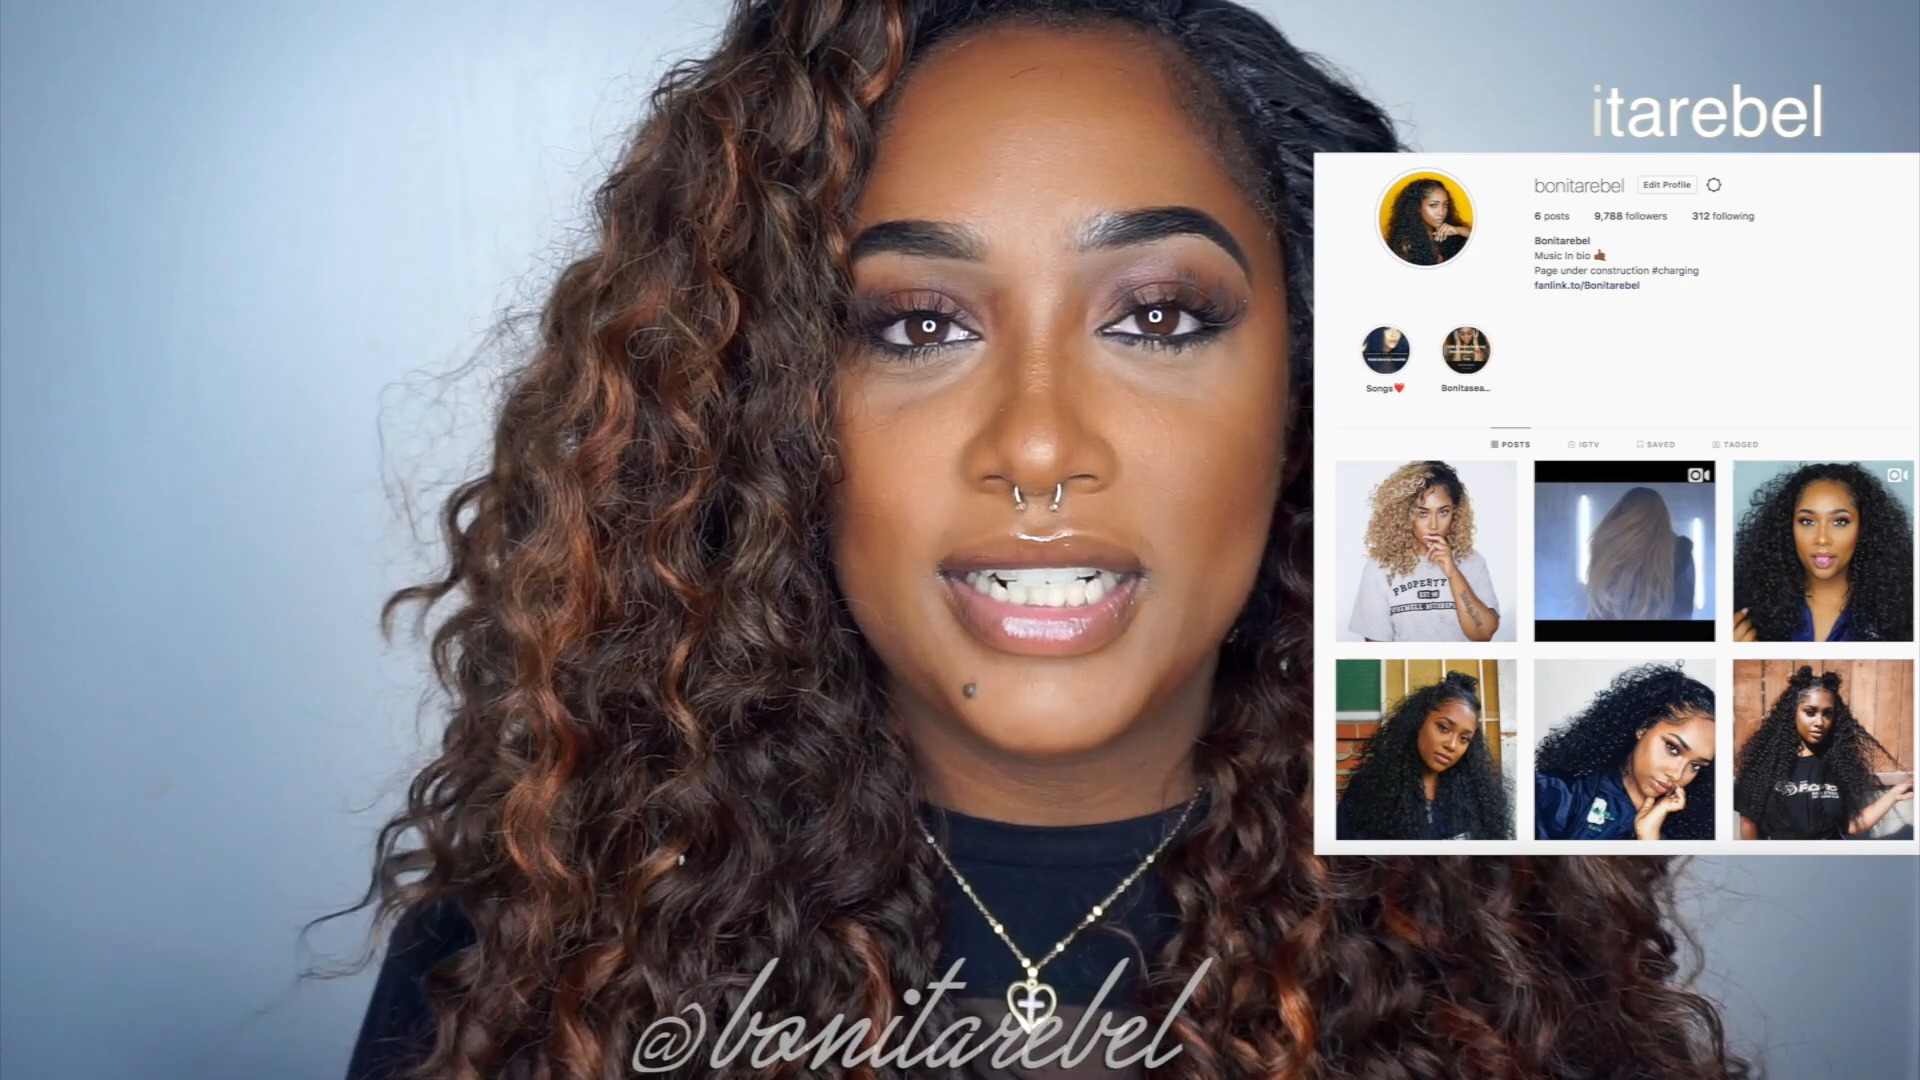 itarebel
bonitarebel Edit Profile
6 posts 9,788 followers 312 following
Bonitarebel
Music In bio 🤙🏾
Page under construction #charging
fanlink.to/Bonitarebel
Songs❤️ Bonitasea...
POSTS IGTV SAVED TAGGED
PROPERTY
@bonitarebel